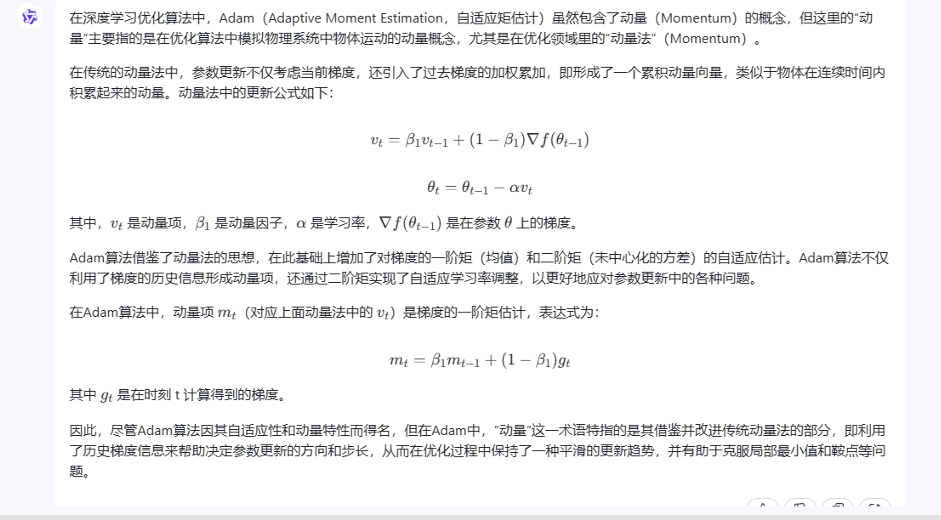 在深度学习优化算法中，Adam（Adaptive Moment Estimation，自适应矩估计）虽然包含了动量（Momentum）的概念，但这里的“动
量”主要指的是在优化算法中模拟物理系统中物体运动的动量概念，尤其是在优化领域里的“动量法”（Momentum）。
在传统的动量法中，参数更新不仅考虑当前梯度，还引入了过去梯度的加权累加，即形成了一个累积动量向量，类似于物体在连续时间内
积累起来的动量。动量法中的更新公式如下：
v_t = β_1 v_{t−1} + (1 − β_1)∇f(θ_{t−1})
θ_t = θ_{t−1} − αv_t
其中，v_t 是动量项，β_1 是动量因子，α 是学习率，∇f(θ_{t−1}) 是在参数 θ 上的梯度。
Adam算法借鉴了动量法的思想，在此基础上增加了对梯度的一阶矩（均值）和二阶矩（未中心化的方差）的自适应估计。Adam算法不仅
利用了梯度的历史信息形成动量项，还通过二阶矩实现了自适应学习率调整，以更好地应对参数更新中的各种问题。
在Adam算法中，动量项 m_t（对应上面动量法中的 v_t）是梯度的一阶矩估计，表达式为：
m_t = β_1 m_{t−1} + (1 − β_1)g_t
其中 g_t 是在时刻 t 计算得到的梯度。
因此，尽管Adam算法因其自适应性和动量特性而得名，但在Adam中，“动量”这一术语特指的是其借鉴并改进传统动量法的部分，即利用
了历史梯度信息来帮助决定参数更新的方向和步长，从而在优化过程中保持了一种平滑的更新趋势，并有助于克服局部最小值和鞍点等问
题。